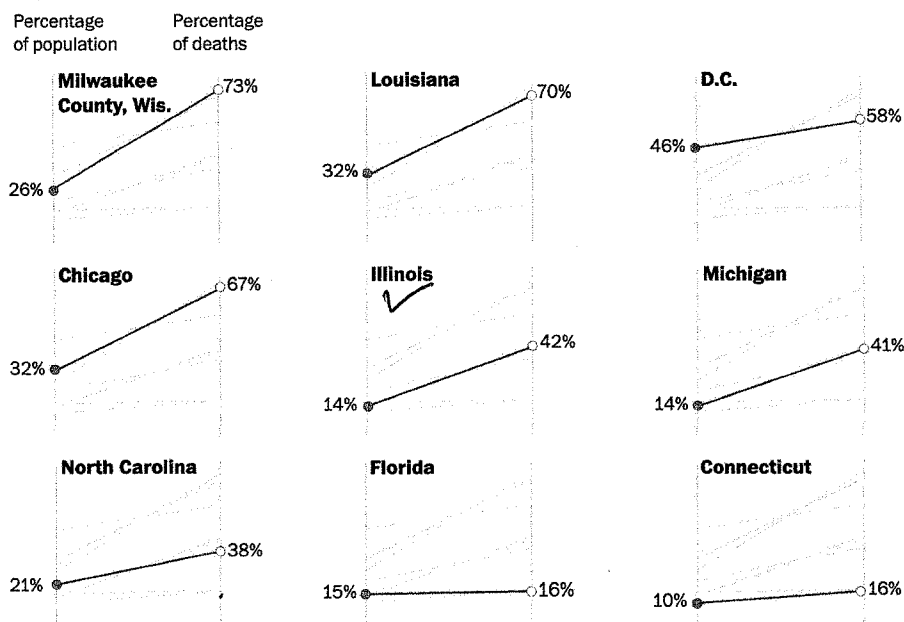 Percentage
of population
Percentage
of deaths
Milwaukee
County, Wis.
73%
26%
Louisiana
70%
32%
D.C.
58%
46%
Chicago
67%
32%
Illinois
42%
14%
Michigan
41%
14%
North Carolina
38%
21%
Florida
16%
15%
Connecticut
16%
10%